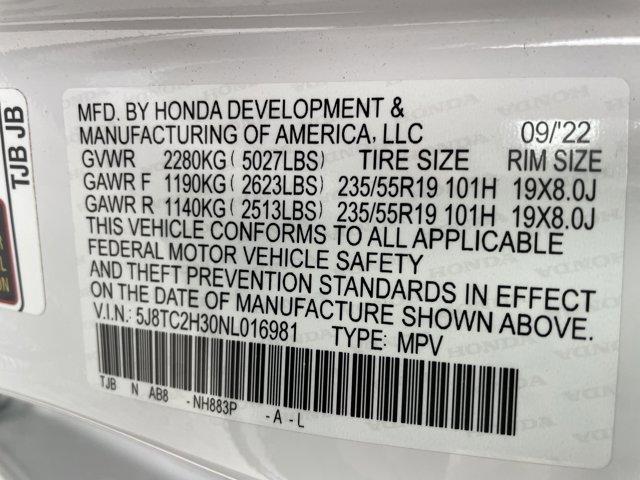 TJB JB
MFD. BY HONDA DEVELOPMENT &
MANUFACTURING OF AMERICA, LLC 09/'22
GVWR 2280KG ( 5027LBS) TIRE SIZE RIM SIZE
GAWR F 1190KG ( 2623LBS) 235/55R19 101H 19X8.0J
GAWR R 1140KG ( 2513LBS) 235/55R19 101H 19X8.0J
THIS VEHICLE CONFORMS TO ALL APPLICABLE
FEDERAL MOTOR VEHICLE SAFETY
AND THEFT PREVENTION STANDARDS IN EFFECT
ON THE DATE OF MANUFACTURE SHOWN ABOVE.
V.I.N.: 5J8TC2H30NL016981 TYPE: MPV
TJB N AB8 -NH883P -A-L